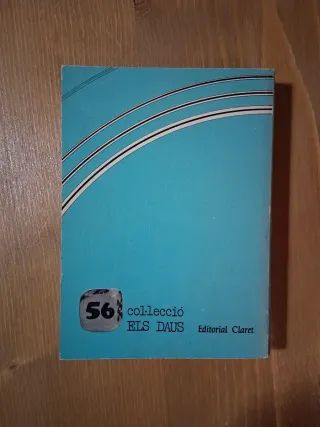 56
col·lecció
ELS DAUS
Editorial Claret